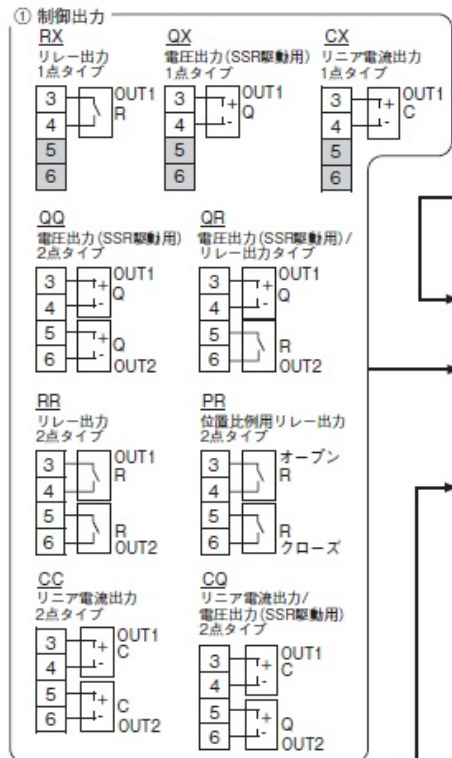 ① 制御出力
RX
リレー出力
1点タイプ
3
4
5
6
OUT1
R
QX
電圧出力(SSR駆動用)
1点タイプ
3
4
5
6
+
-
OUT1
Q
CX
リニア電流出力
1点タイプ
3
4
5
6
+
-
OUT1
C
QQ
電圧出力(SSR駆動用)
2点タイプ
3
4
5
6
+
-
OUT1
Q
+
-
Q
OUT2
QR
電圧出力(SSR駆動用)/
リレー出力タイプ
3
4
5
6
+
-
OUT1
Q
R
OUT2
RR
リレー出力
2点タイプ
3
4
5
6
OUT1
R
R
OUT2
PR
位置比例用リレー出力
2点タイプ
3
4
5
6
オープン
R
R
クローズ
CC
リニア電流出力
2点タイプ
3
4
5
6
+
-
OUT1
C
+
-
C
OUT2
CQ
リニア電流出力/
電圧出力(SSR駆動用)
2点タイプ
3
4
5
6
+
-
OUT1
C
+
-
Q
OUT2